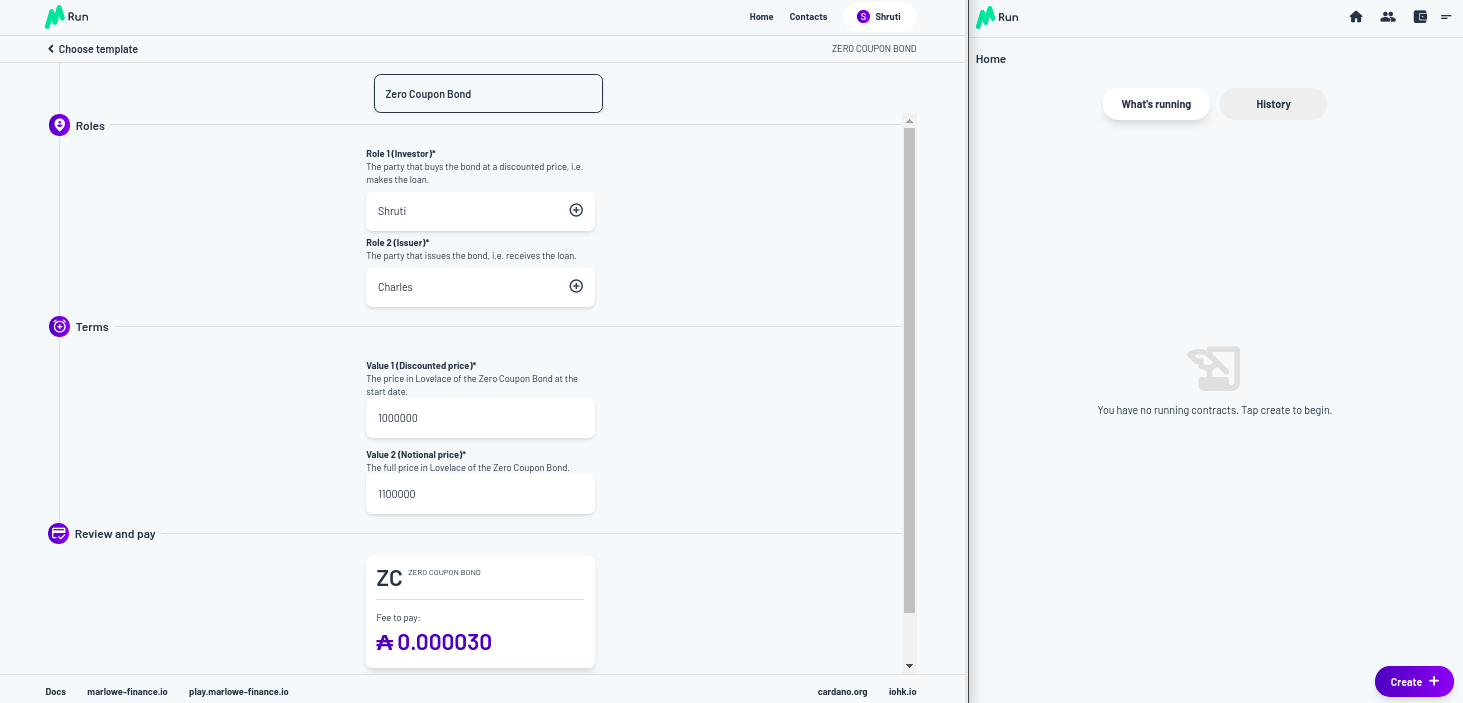 Run
Home
Contacts
S
Shruti
Choose template
ZERO COUPON BOND
Zero Coupon Bond
Roles
Role 1 (Investor)*
The party that buys the bond at a discounted price, i.e.
makes the loan.
Shruti
Role 2 (Issuer)*
The party that issues the bond, i.e. receives the loan.
Charles
Terms
Value 1 (Discounted price)*
The price in Lovelace of the Zero Coupon Bond at the
start date.
1000000
Value 2 (Notional price)*
The full price in Lovelace of the Zero Coupon Bond.
1100000
Review and pay
ZC ZERO COUPON BOND
Fee to pay:
₳ 0.000030
Docs
marlowe-finance.io
play.marlowe-finance.io
cardano.org
iohk.io
Run
Home
What's running
History
You have no running contracts. Tap create to begin.
Create +